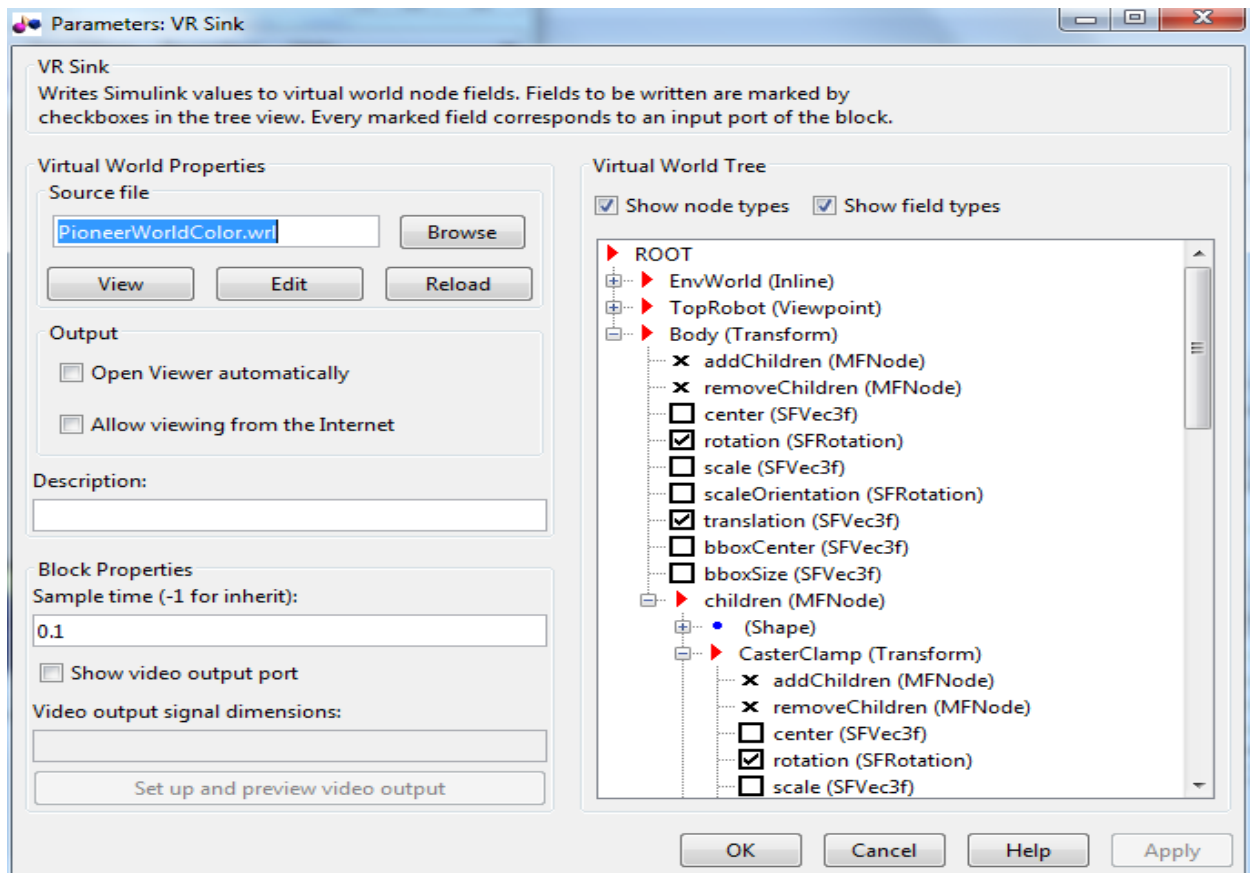 Parameters: VR Sink
VR Sink
Writes Simulink values to virtual world node fields. Fields to be written are marked by
checkboxes in the tree view. Every marked field corresponds to an input port of the block.
Virtual World Properties
Source file
PioneerWorldColor.wrl
Browse
View
Edit
Reload
Output
Open Viewer automatically
Allow viewing from the Internet
Description:
Block Properties
Sample time (-1 for inherit):
0.1
Show video output port
Video output signal dimensions:
Set up and preview video output
Virtual World Tree
Show node types
Show field types
ROOT
EnvWorld (Inline)
TopRobot (Viewpoint)
Body (Transform)
addChildren (MFNode)
removeChildren (MFNode)
center (SFVec3f)
rotation (SFRotation)
scale (SFVec3f)
scaleOrientation (SFRotation)
translation (SFVec3f)
bboxCenter (SFVec3f)
bboxSize (SFVec3f)
children (MFNode)
(Shape)
CasterClamp (Transform)
addChildren (MFNode)
removeChildren (MFNode)
center (SFVec3f)
rotation (SFRotation)
scale (SFVec3f)
OK
Cancel
Help
Apply